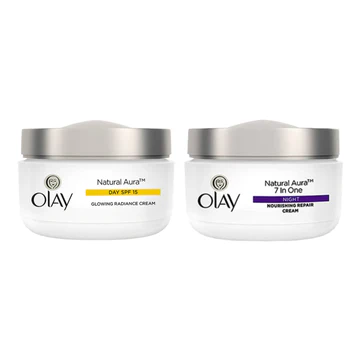 Natural Aura™
OLAY
DAY SPF 15
GLOWING RADIANCE CREAM
Natural Aura™
7 In One
OLAY
NIGHT
NOURISHING REPAIR
CREAM